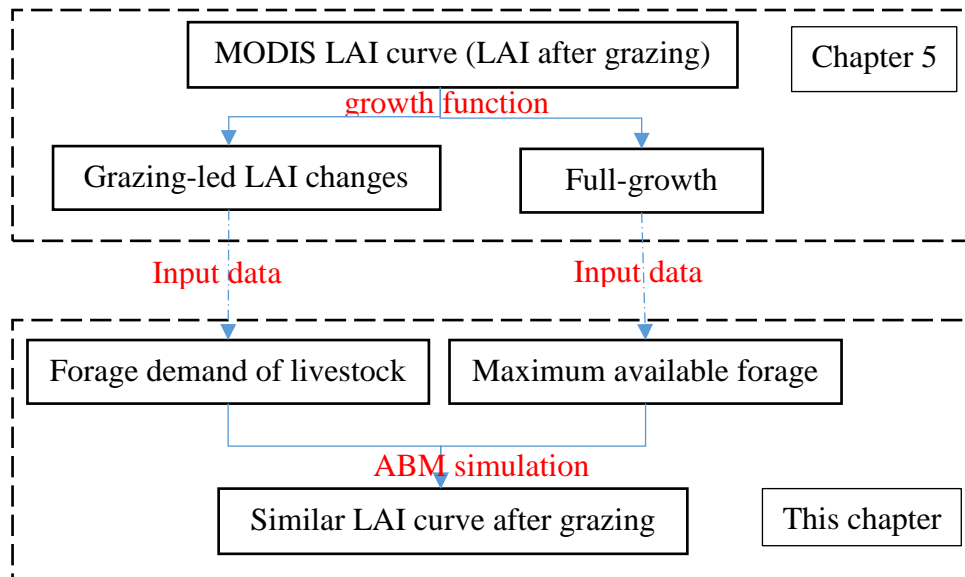 MODIS LAI curve (LAI after grazing)
Chapter 5
growth function
Grazing-led LAI changes
Full-growth
Input data
Input data
Forage demand of livestock
Maximum available forage
ABM simulation
Similar LAI curve after grazing
This chapter